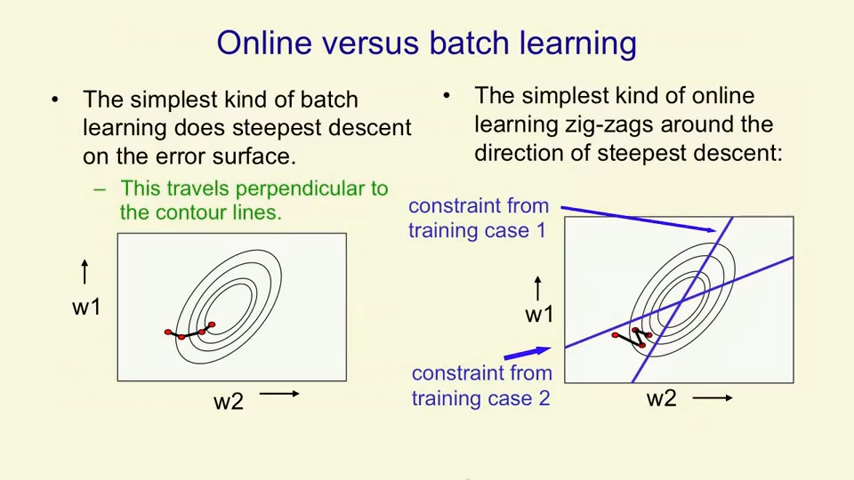 Online versus batch learning
• The simplest kind of batch
learning does steepest descent
on the error surface.
– This travels perpendicular to
the contour lines.
w1
w2
• The simplest kind of online
learning zig-zags around the
direction of steepest descent:
constraint from
training case 1
w1
constraint from
training case 2
w2